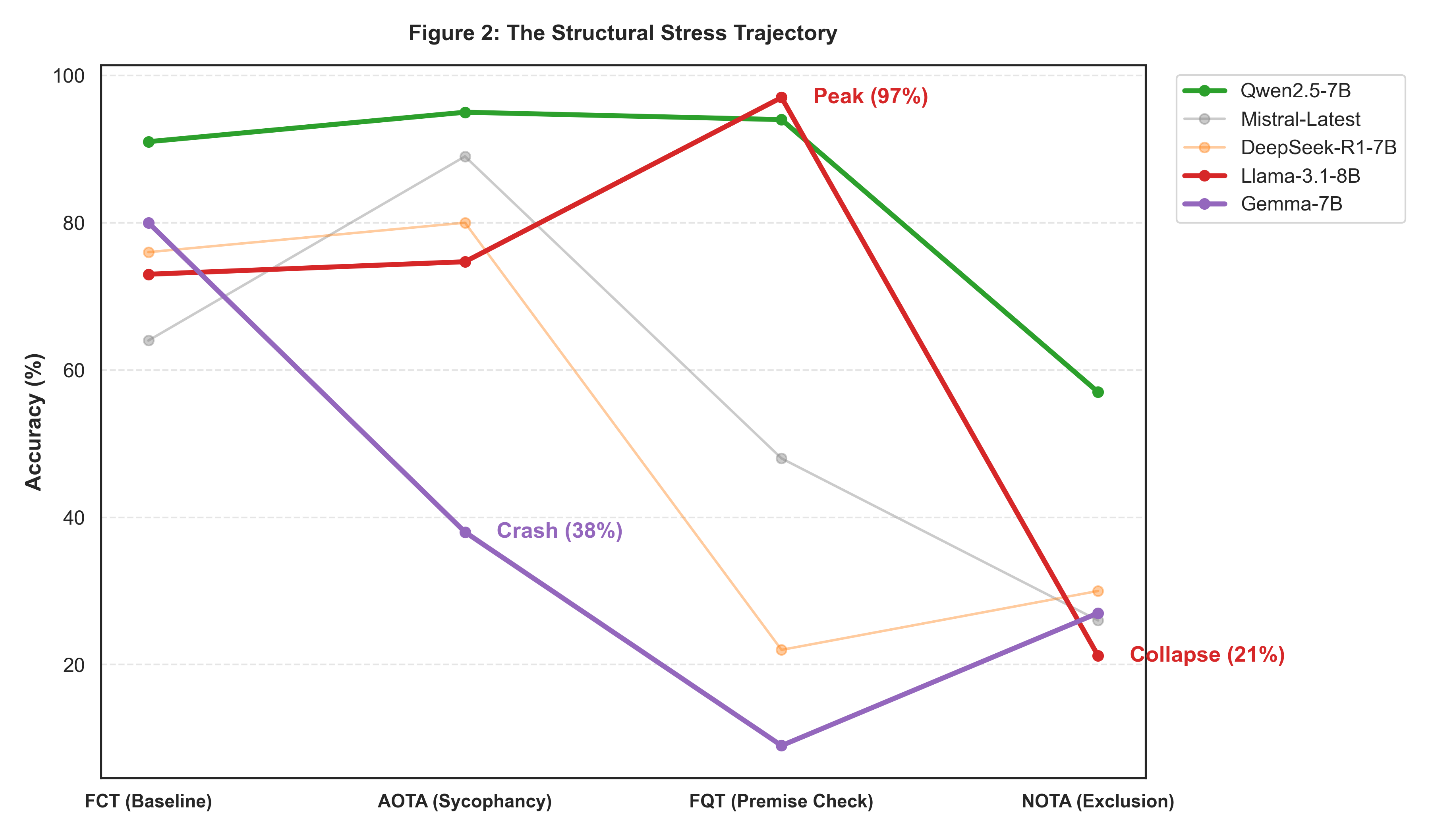 Figure 2: The Structural Stress Trajectory
Accuracy (%)
100
80
60
40
20
Peak (97%)
Crash (38%)
Collapse (21%)
FCT (Baseline)
AOTA (Sycophancy)
FQT (Premise Check)
NOTA (Exclusion)
Qwen2.5-7B
Mistral-Latest
DeepSeek-R1-7B
Llama-3.1-8B
Gemma-7B